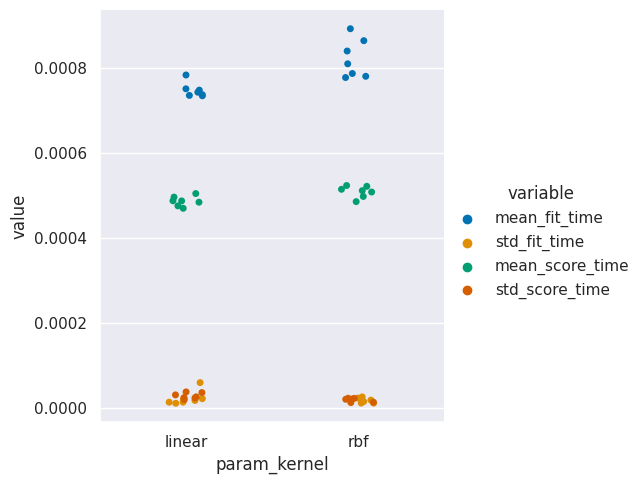 0.0008
0.0006
0.0004
0.0002
0.0000
value
linear
rbf
param_kernel
variable
mean_fit_time
std_fit_time
mean_score_time
std_score_time